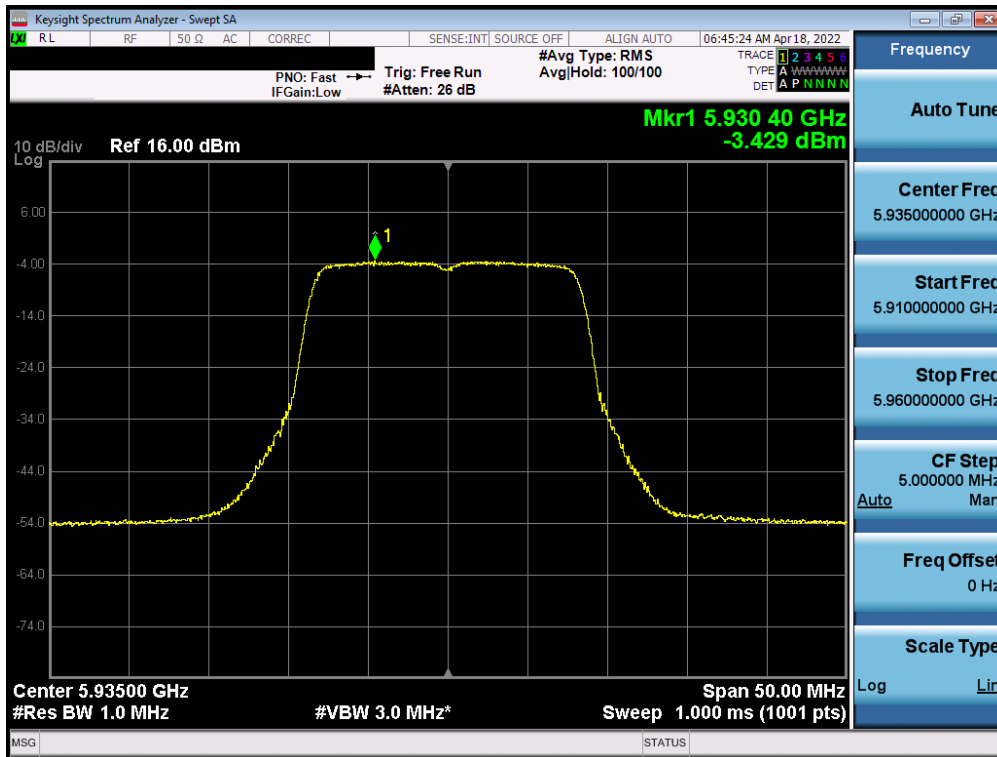 Keysight Spectrum Analyzer - Swept SA
LXI RL RF 50 Ω AC CORREC SENSE:INT SOURCE OFF ALIGN AUTO 06:45:24 AM Apr 18, 2022
PNO: Fast
IFGain:Low
Trig: Free Run
#Atten: 26 dB
#Avg Type: RMS
Avg|Hold: 100/100
TRACE 1 2 3 4 5 6
TYPE A WWWWW
DET A P N N N N
Mkr1 5.930 40 GHz
-3.429 dBm
10 dB/div Ref 16.00 dBm
Log
1
6.00
-4.00
-14.0
-24.0
-34.0
-44.0
-54.0
-64.0
-74.0
Center 5.93500 GHz Span 50.00 MHz
#Res BW 1.0 MHz #VBW 3.0 MHz* Sweep 1.000 ms (1001 pts)
MSG STATUS
Frequency
Auto Tune
Center Freq
5.935000000 GHz
Start Freq
5.910000000 GHz
Stop Freq
5.960000000 GHz
CF Step
5.000000 MHz
Auto Man
Freq Offset
0 Hz
Scale Type
Log Lin